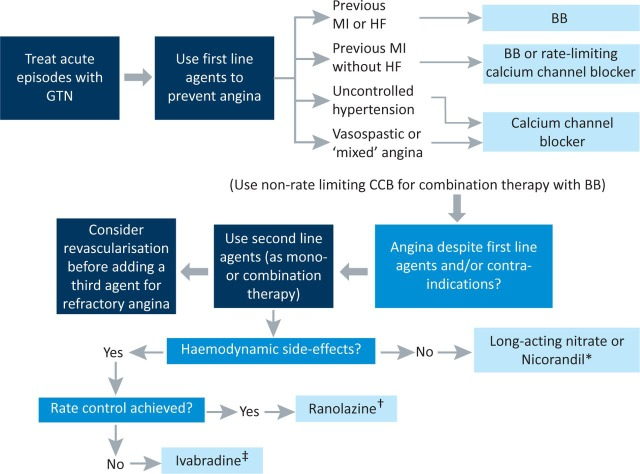 Treat acute
episodes with
GTN
Use first line
agents to
prevent angina
Previous
MI or HF
BB
Previous MI
without HF
BB or rate-limiting
calcium channel blocker
Uncontrolled
hypertension
Vasospastic or
‘mixed’ angina
Calcium channel
blocker
(Use non-rate limiting CCB for combination therapy with BB)
Consider
revascularisation
before adding a
third agent for
refractory angina
Use second line
agents (as mono-
or combination
therapy)
Angina despite first line
agents and/or contra-
indications?
Yes
Haemodynamic side-effects?
No
Long-acting nitrate or
Nicorandil*
Rate control achieved?
Yes
Ranolazine†
No
Ivabradine‡